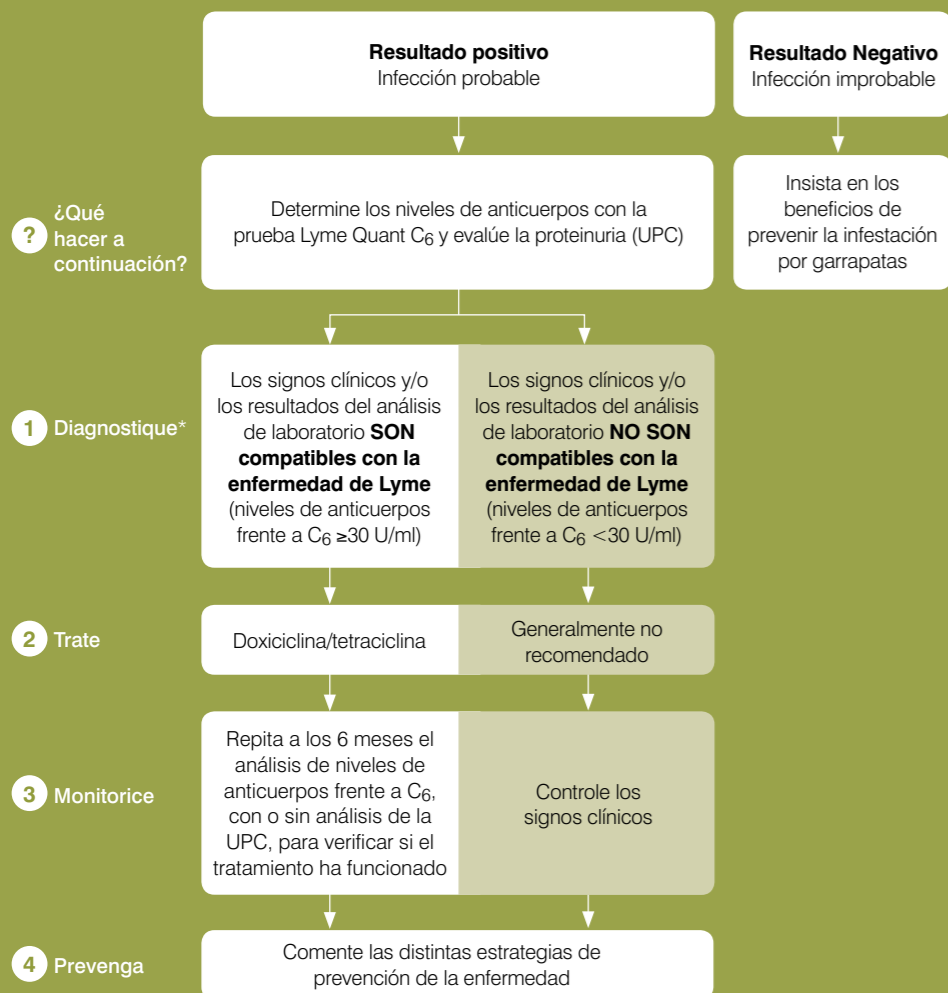 Resultado positivo
Infección probable
Resultado Negativo
Infección improbable
?
¿Qué
hacer a
continuación?
Determine los niveles de anticuerpos con la
prueba Lyme Quant C6 y evalúe la proteinuria (UPC)
Insista en los
beneficios de
prevenir la infestación
por garrapatas
1 Diagnostique*
Los signos clínicos y/o
los resultados del análisis
de laboratorio SON
compatibles con la
enfermedad de Lyme
(niveles de anticuerpos
frente a C6 ≥30 U/ml)
Los signos clínicos y/o
los resultados del análisis
de laboratorio NO SON
compatibles con la
enfermedad de Lyme
(niveles de anticuerpos
frente a C6 <30 U/ml)
2 Trate
Doxiciclina/tetraciclina
Generalmente no
recomendado
3 Monitorice
Repita a los 6 meses el
análisis de niveles de
anticuerpos frente a C6,
con o sin análisis de la
UPC, para verificar si el
tratamiento ha funcionado
Controle los
signos clínicos
4 Prevenga
Comente las distintas estrategias de
prevención de la enfermedad